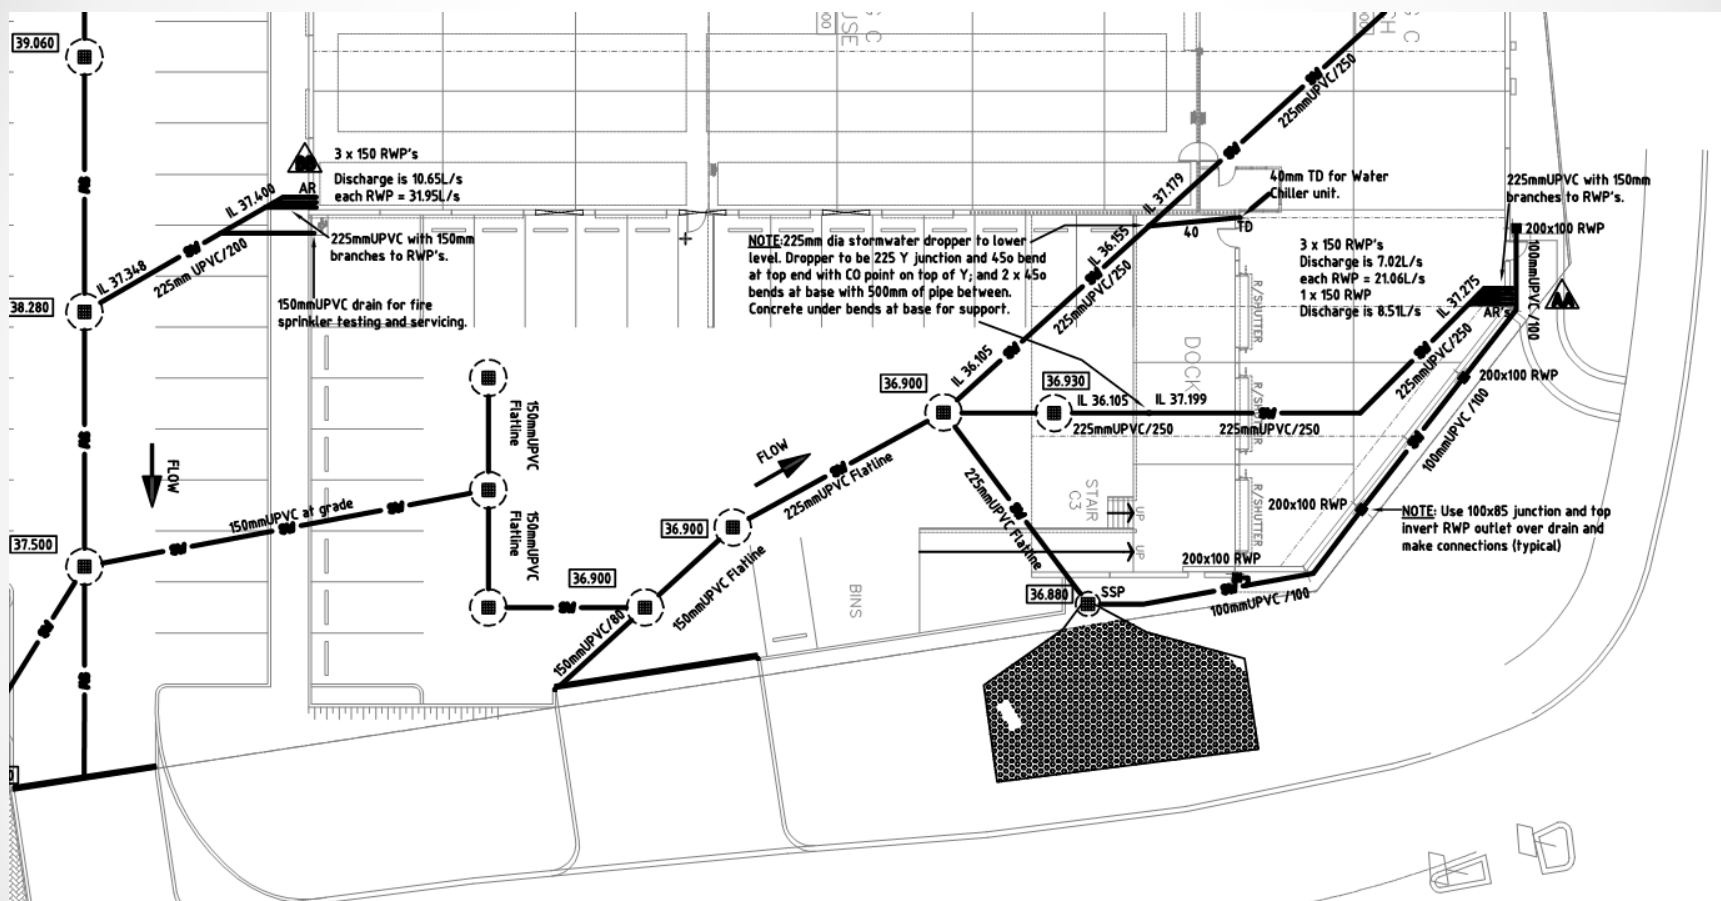 39.060
3 x 150 RWP's
Discharge is 10.65L/s
each RWP = 31.95L/s
AR
IL 37.400
225mmUPVC with 150mm
branches to RWP's.
IL 37.348
225mm UPVC/200
38.280
150mmUPVC drain for fire
sprinkler testing and servicing.
SW
FLOW
150mmUPVC at grade
37.500
150mmUPVC
Flatline
150mmUPVC
Flatline
36.900
150mmUPVC/80
150mmUPVC Flatline
36.900
FLOW
225mmUPVC Flatline
36.900
IL 36.105
225mmUPVC/250
IL 36.155
IL 37.179
225mmUPVC/250
NOTE:225mm dia stormwater dropper to lower
level. Dropper to be 225 Y junction and 45o bend
at top end with CO point on top of Y; and 2 x 45o
bends at base with 500mm of pipe between.
Concrete under bends at base for support.
40mm TD for Water
Chiller unit.
40
TD
225mmUPVC with 150mm
branches to RWP's.
200x100 RWP
100mmUPVC /100
3 x 150 RWP's
Discharge is 7.02L/s
each RWP = 21.06L/s
1 x 150 RWP
Discharge is 8.51L/s
IL 37.275
AR's
225mmUPVC/250
36.930
IL 36.105
IL 37.199
225mmUPVC/250
225mmUPVC/250
R/SHUTTER
R/SHUTTER
R/SHUTTER
DOCK
STAIR
C3
UP
UP
BINS
225mmUPVC Flatline
36.880
SSP
200x100 RWP
100mmUPVC /100
200x100 RWP
100mmUPVC /100
200x100 RWP
NOTE: Use 100x85 junction and top
invert RWP outlet over drain and
make connections (typical)